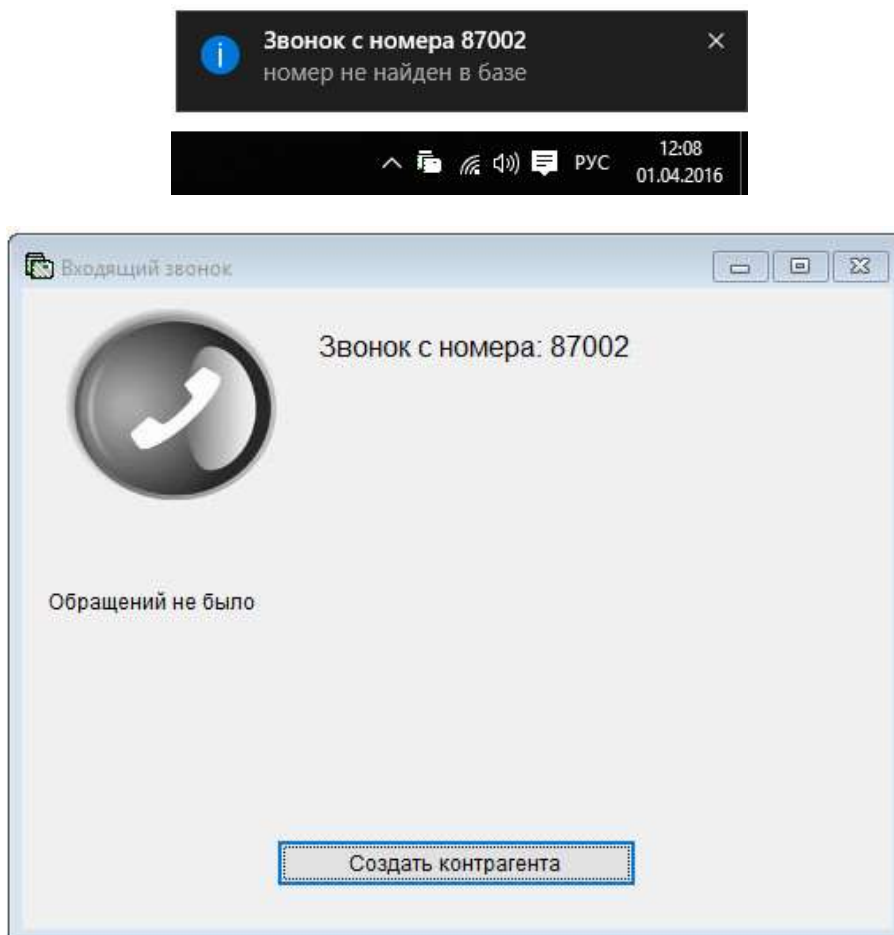 Звонок с номера 87002
номер не найден в базе
РУС
12:08
01.04.2016
Входящий звонок
Звонок с номера: 87002
Обращений не было
Создать контрагента